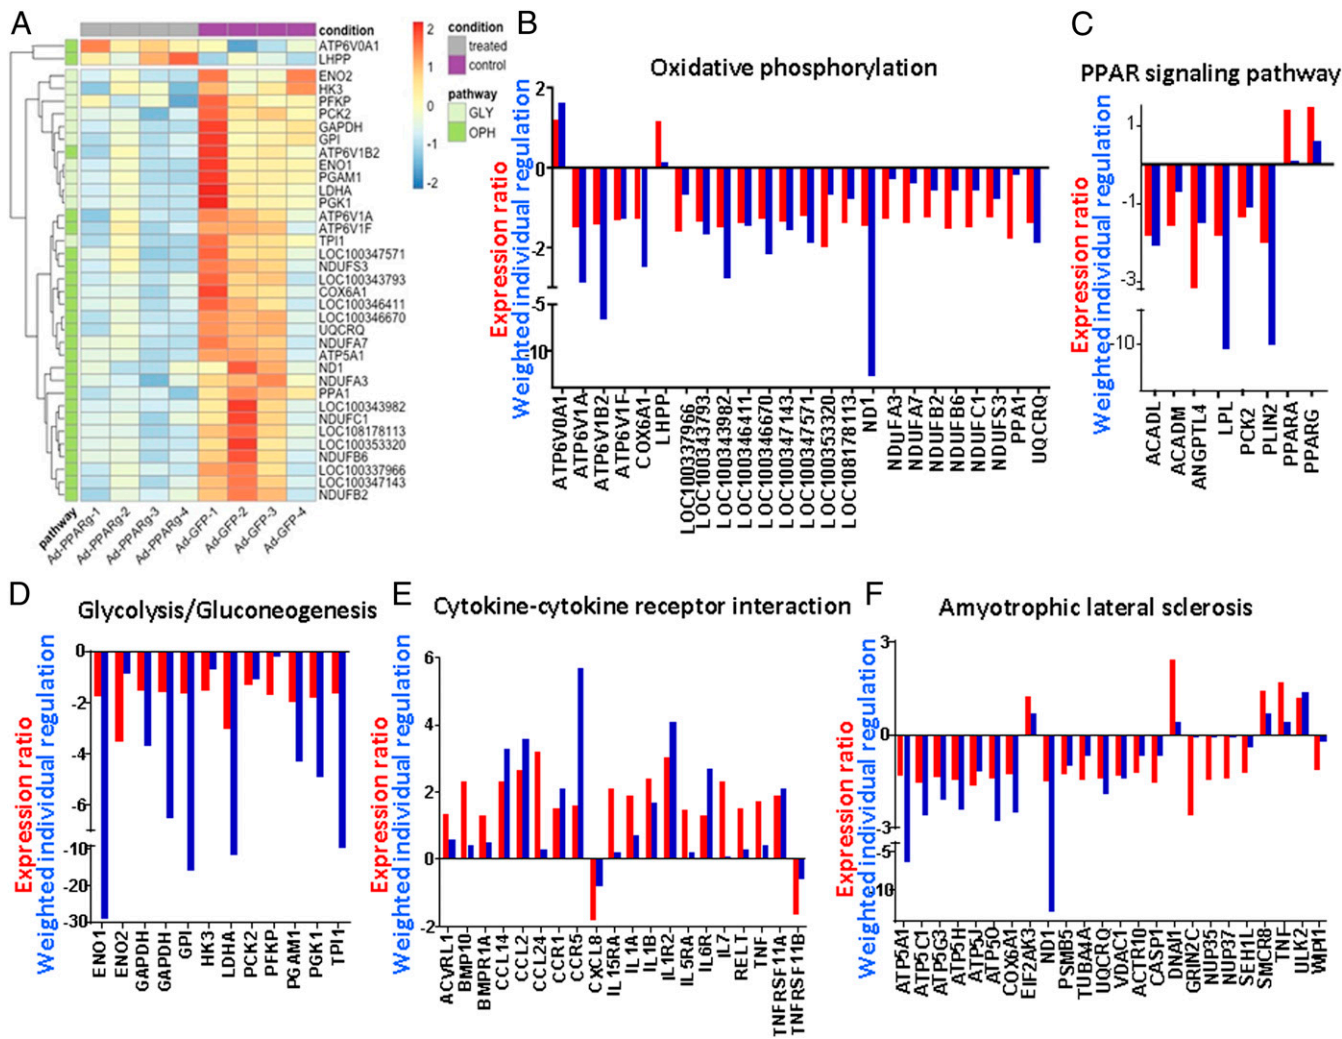 A
condition
ATP6V0A1
LHPP
ENO2
HK3
PFKP
PCK2
GAPDH
GPI
ATP6V1B2
ENO1
PGAM1
LDHA
PGK1
ATP6V1A
ATP6V1F
TPI1
LOC100347571
NDUFS3
LOC100343793
COX6A1
LOC100346411
LOC100346670
UQCRQ
NDUFA7
ATP5A1
ND1
NDUFA3
PPA1
LOC100343982
NDUFC1
LOC108178113
LOC100353320
NDUFB6
LOC100337966
LOC100347143
NDUFB2
pathway
Ad-PPARg-1
Ad-PPARg-2
Ad-PPARg-3
Ad-PPARg-4
Ad-GFP-1
Ad-GFP-2
Ad-GFP-3
Ad-GFP-4
2
1
0
-1
-2
condition
treated
control
pathway
GLY
OPH
B
Oxidative phosphorylation
Expression ratio
Weighted individual regulation
2
0
-2
-5
-10
ATP6V0A1
ATP6V1A
ATP6V1B2
ATP6V1F
COX6A1
LHPP
LOC100337966
LOC100343793
LOC100343982
LOC100346411
LOC100346670
LOC100347143
LOC100347571
LOC100353320
LOC108178113
ND1
NDUFA3
NDUFA7
NDUFB2
NDUFB6
NDUFC1
NDUFS3
PPA1
UQCRQ
C
PPAR signaling pathway
Expression ratio
Weighted individual regulation
1
-1
-3
-10
ACADL
ACADM
ANGPTL4
LPL
PCK2
PLIN2
PPARA
PPARG
D
Glycolysis/Gluconeogenesis
Expression ratio
Weighted individual regulation
0
-2
-4
-6
-10
-20
-30
ENO1
ENO2
GAPDH
GAPDH
GPI
HK3
LDHA
PCK2
PFKP
PGAM1
PGK1
TPI1
E
Cytokine-cytokine receptor interaction
Expression ratio
Weighted individual regulation
6
4
2
0
-2
ACVRL1
BMP10
BMPR1A
CCL14
CCL2
CCL24
CCR1
CCR5
CXCL8
IL15RA
IL1A
IL1B
IL1R2
IL5RA
IL6R
IL7
RELT
TNF
TNFRSF11A
TNFRSF11B
F
Amyotrophic lateral sclerosis
Expression ratio
Weighted individual regulation
3
0
-3
-5
-10
ATP5A1
ATP5C1
ATP5G3
ATP5H
ATP5J
ATP5O
COX6A1
EIF2AK3
ND1
PSMB5
TUBA4A
UQCRQ
VDAC1
ACTR10
CASP1
DNAI1
GRIN2C
NUP35
NUP37
SEH1L
SMCR8
TNF
ULK2
WIPI1